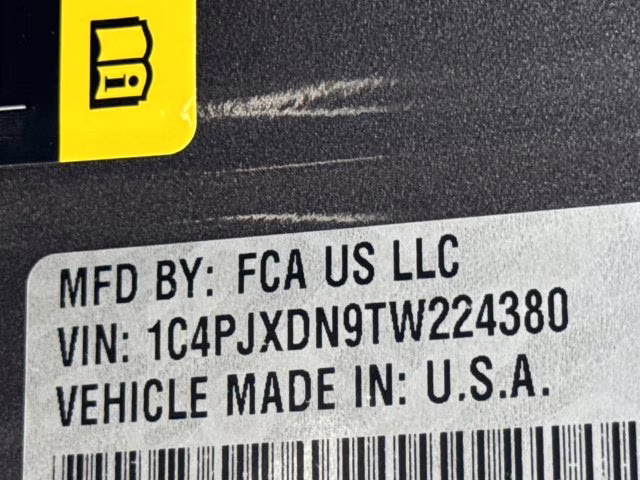 MFD BY: FCA US LLC
VIN: 1C4PJXDN9TW224380
VEHICLE MADE IN: U.S.A.